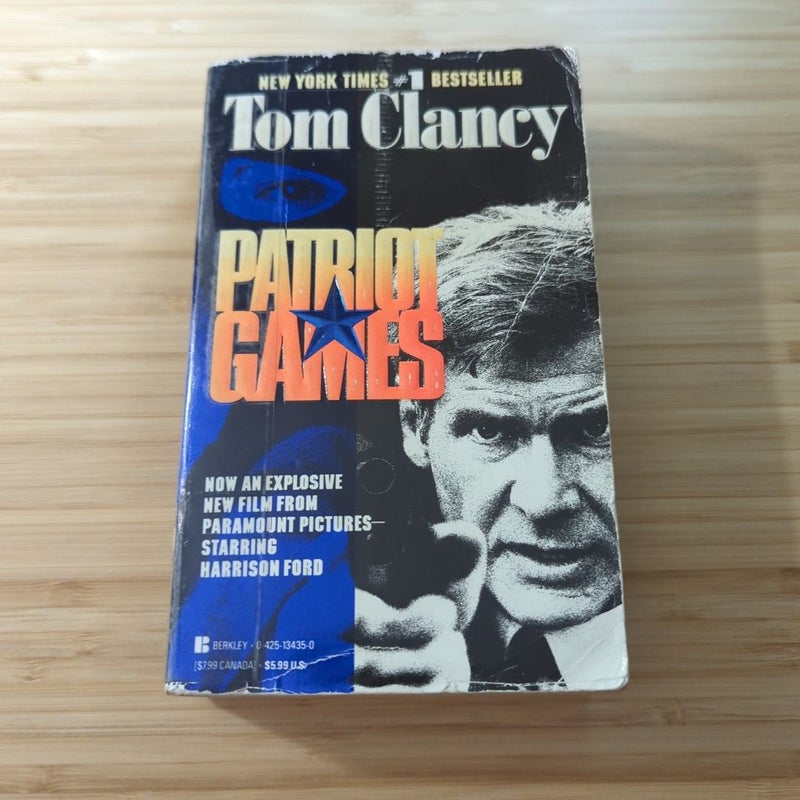 NEW YORK TIMES #1 BESTSELLER
Tom Clancy
PATRIOT
GAMES
NOW AN EXPLOSIVE
NEW FILM FROM
PARAMOUNT PICTURES—
STARRING
HARRISON FORD
BERKLEY · 0-425-13435-0
[$7.99 CANADA] · $5.99 U.S.